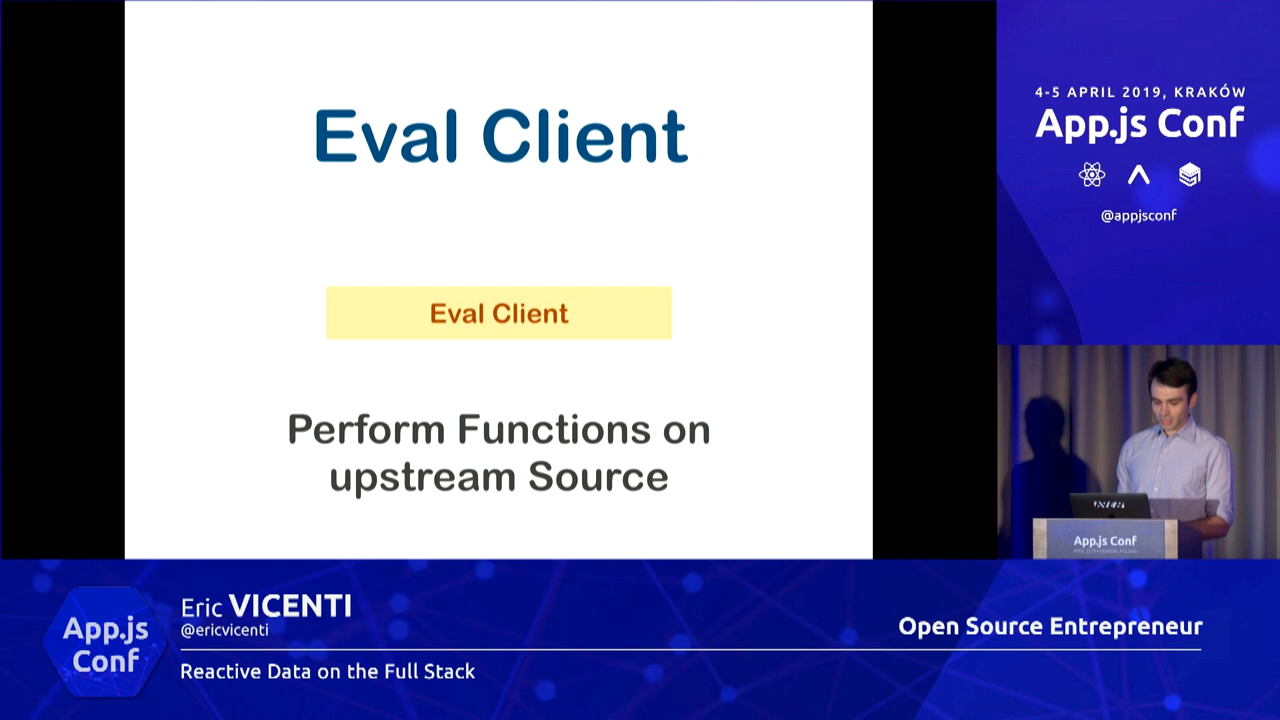 Eval Client
Eval Client
Perform Functions on
upstream Source
4-5 APRIL 2019, KRAKÓW
App.js Conf
@appjsconf
App.js Conf
App.js
Conf
Eric VICENTI
@ericvicenti
Reactive Data on the Full Stack
Open Source Entrepreneur